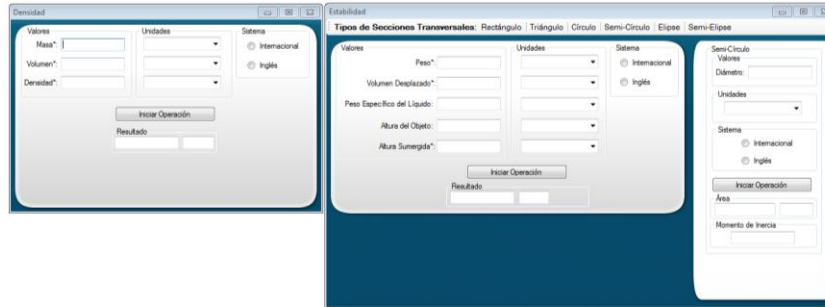 Densidad
Valores Unidades Sistema
Masa*: Internacional
Volumen*: Inglés
Densidad*:
Iniciar Operación
Resultado
Estabilidad
Tipos de Secciones Transversales: Rectángulo Triángulo Círculo Semi-Círculo Elipse Semi-Elipse
Valores Unidades Sistema
Peso*: Internacional
Volumen Desplazado*: Inglés
Peso Específico del Líquido:
Altura del Objeto:
Altura Sumergida*:
Iniciar Operación
Resultado
Semi-Círculo
Valores
Diámetro:
Unidades
Sistema
Internacional
Inglés
Iniciar Operación
Área
Momento de Inercia